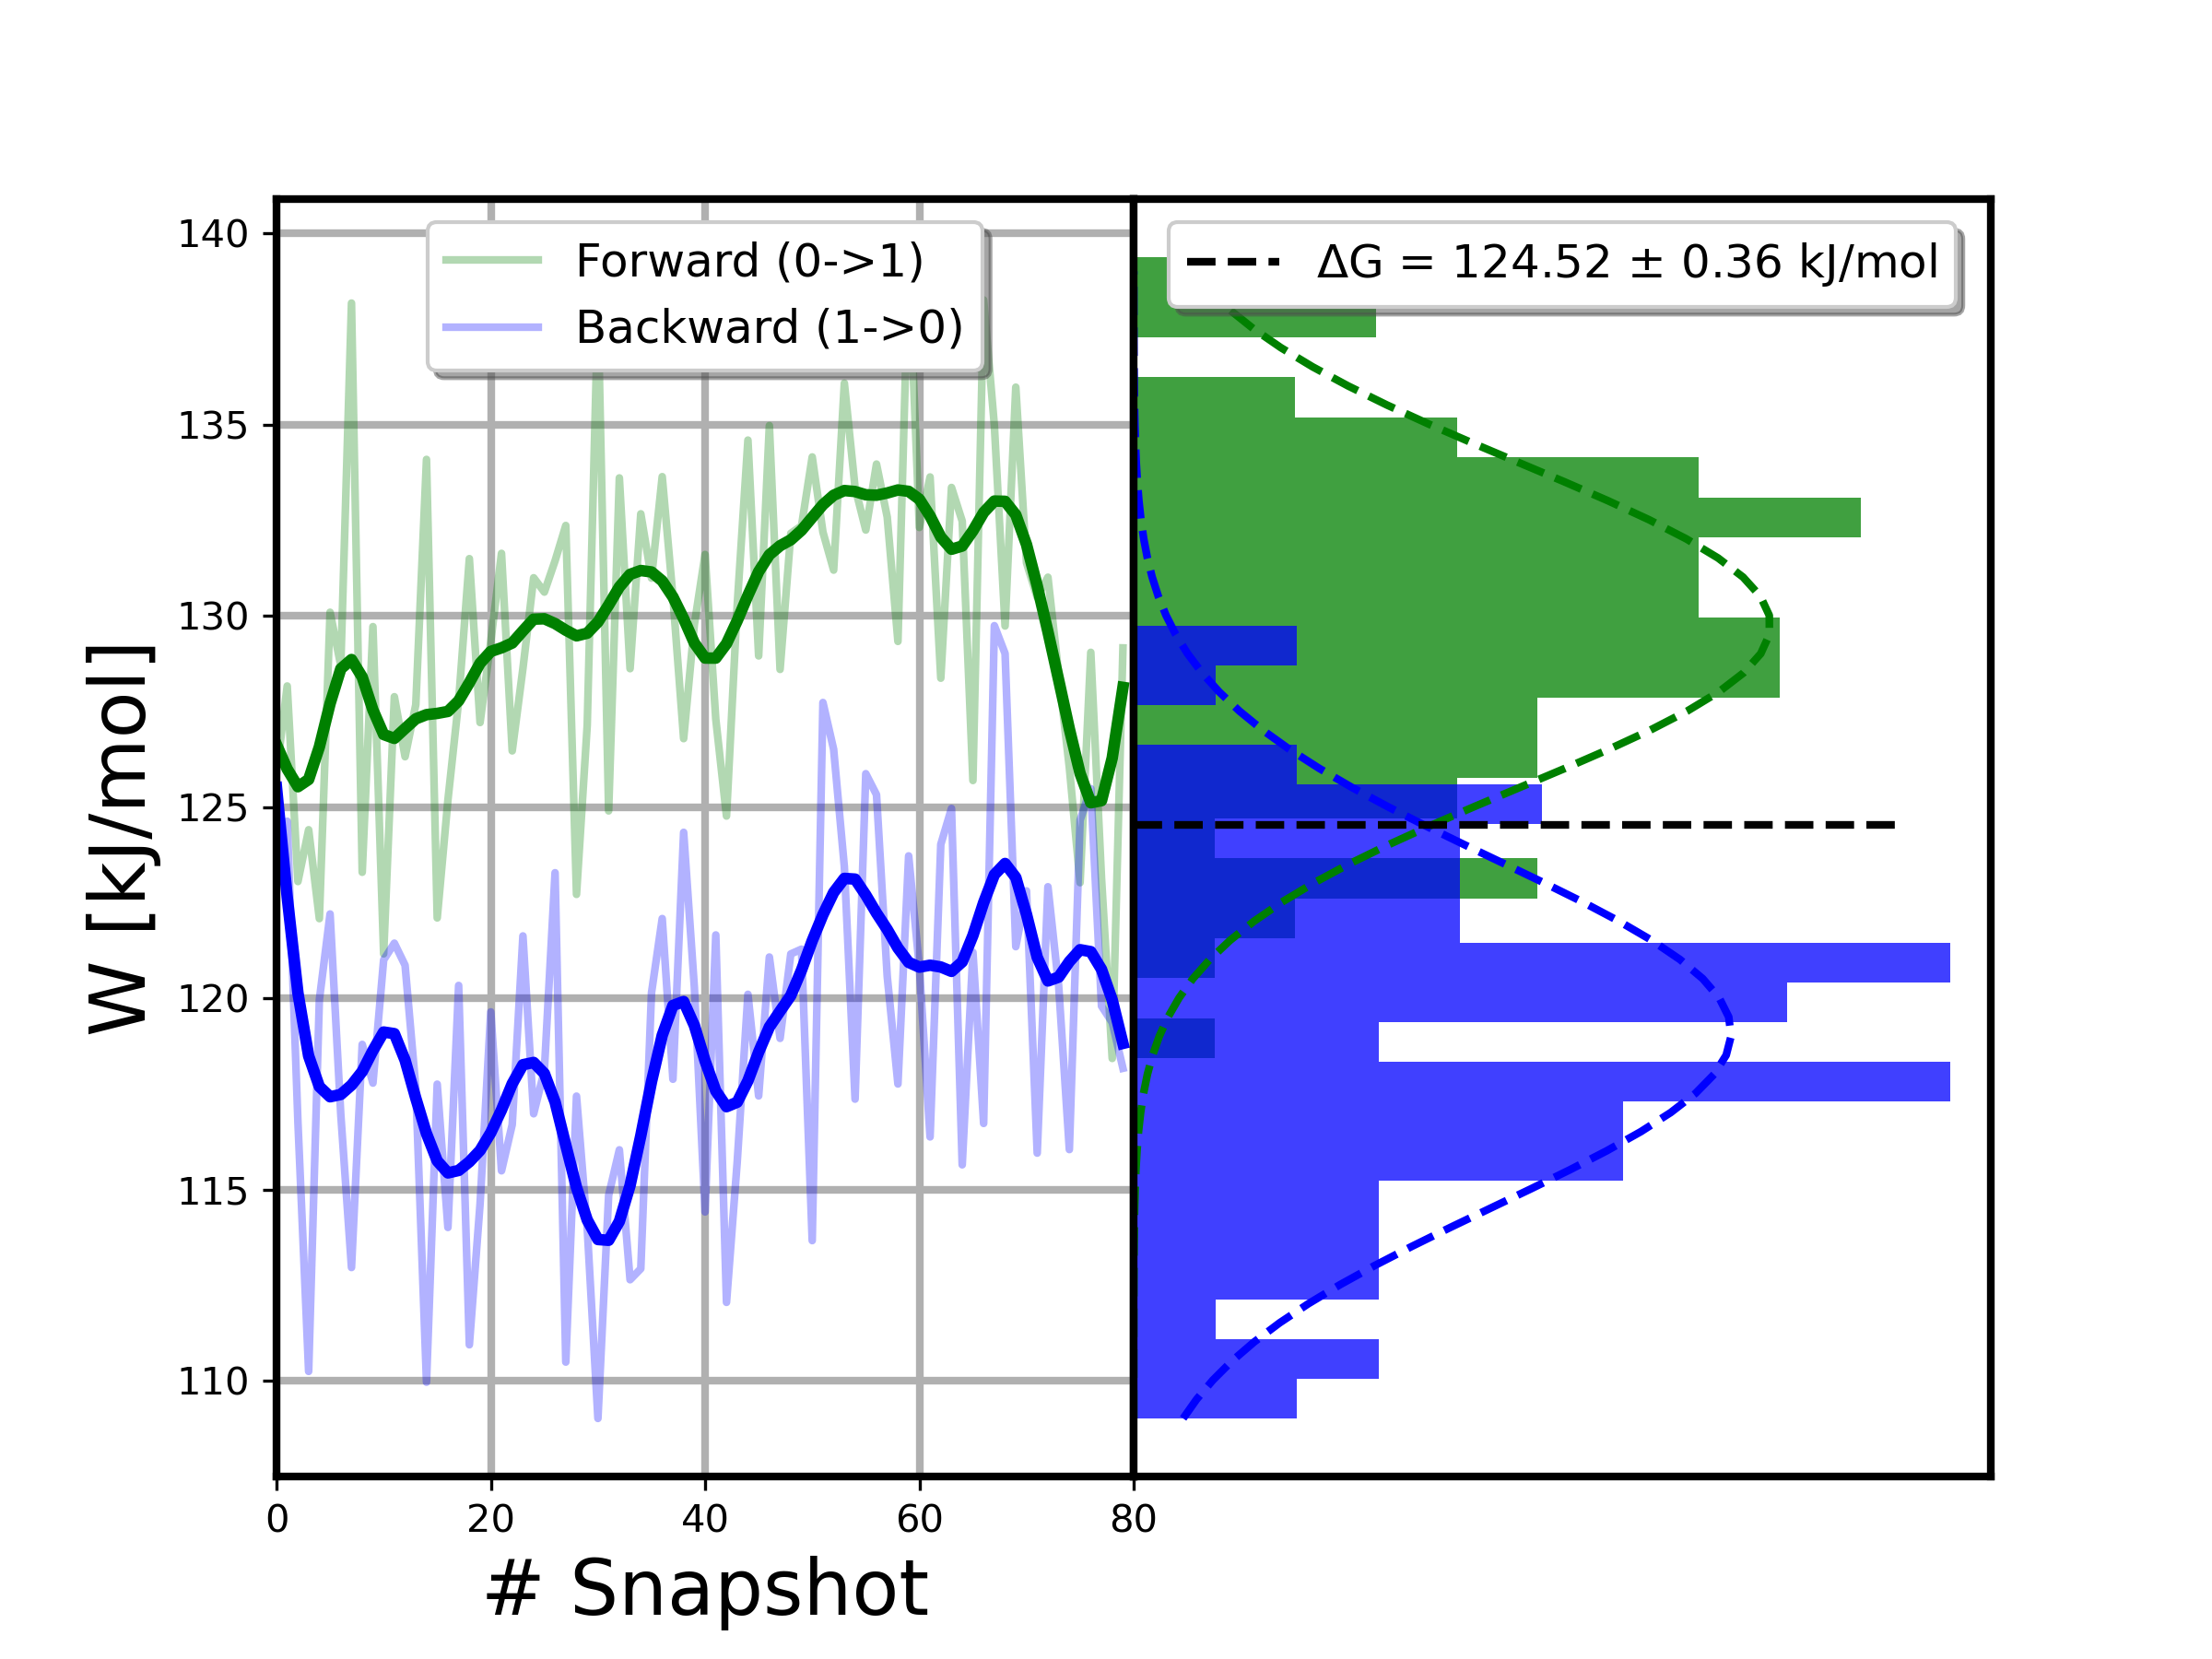 Forward (0->1)
Backward (1->0)
ΔG = 124.52 ± 0.36 kJ/mol
140
135
130
125
120
115
110
W [kJ/mol]
0 20 40 60 80
# Snapshot